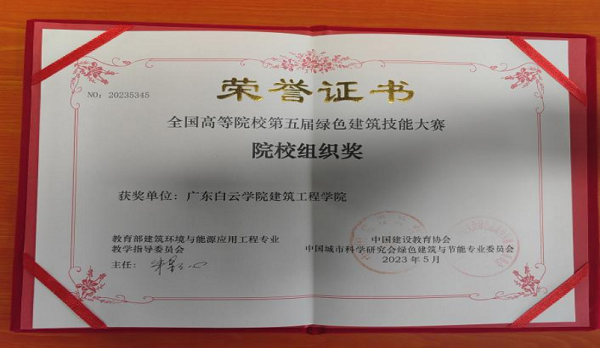 荣誉证书
NO：20235345
全国高等院校第五届绿色建筑技能大赛
院校组织奖
获奖单位：广东白云学院建筑工程学院
教育部建筑环境与能源应用工程专业
教学指导委员会
主任：
中国建设教育协会
中国城市科学研究会绿色建筑与节能专业委员会
2023年5月